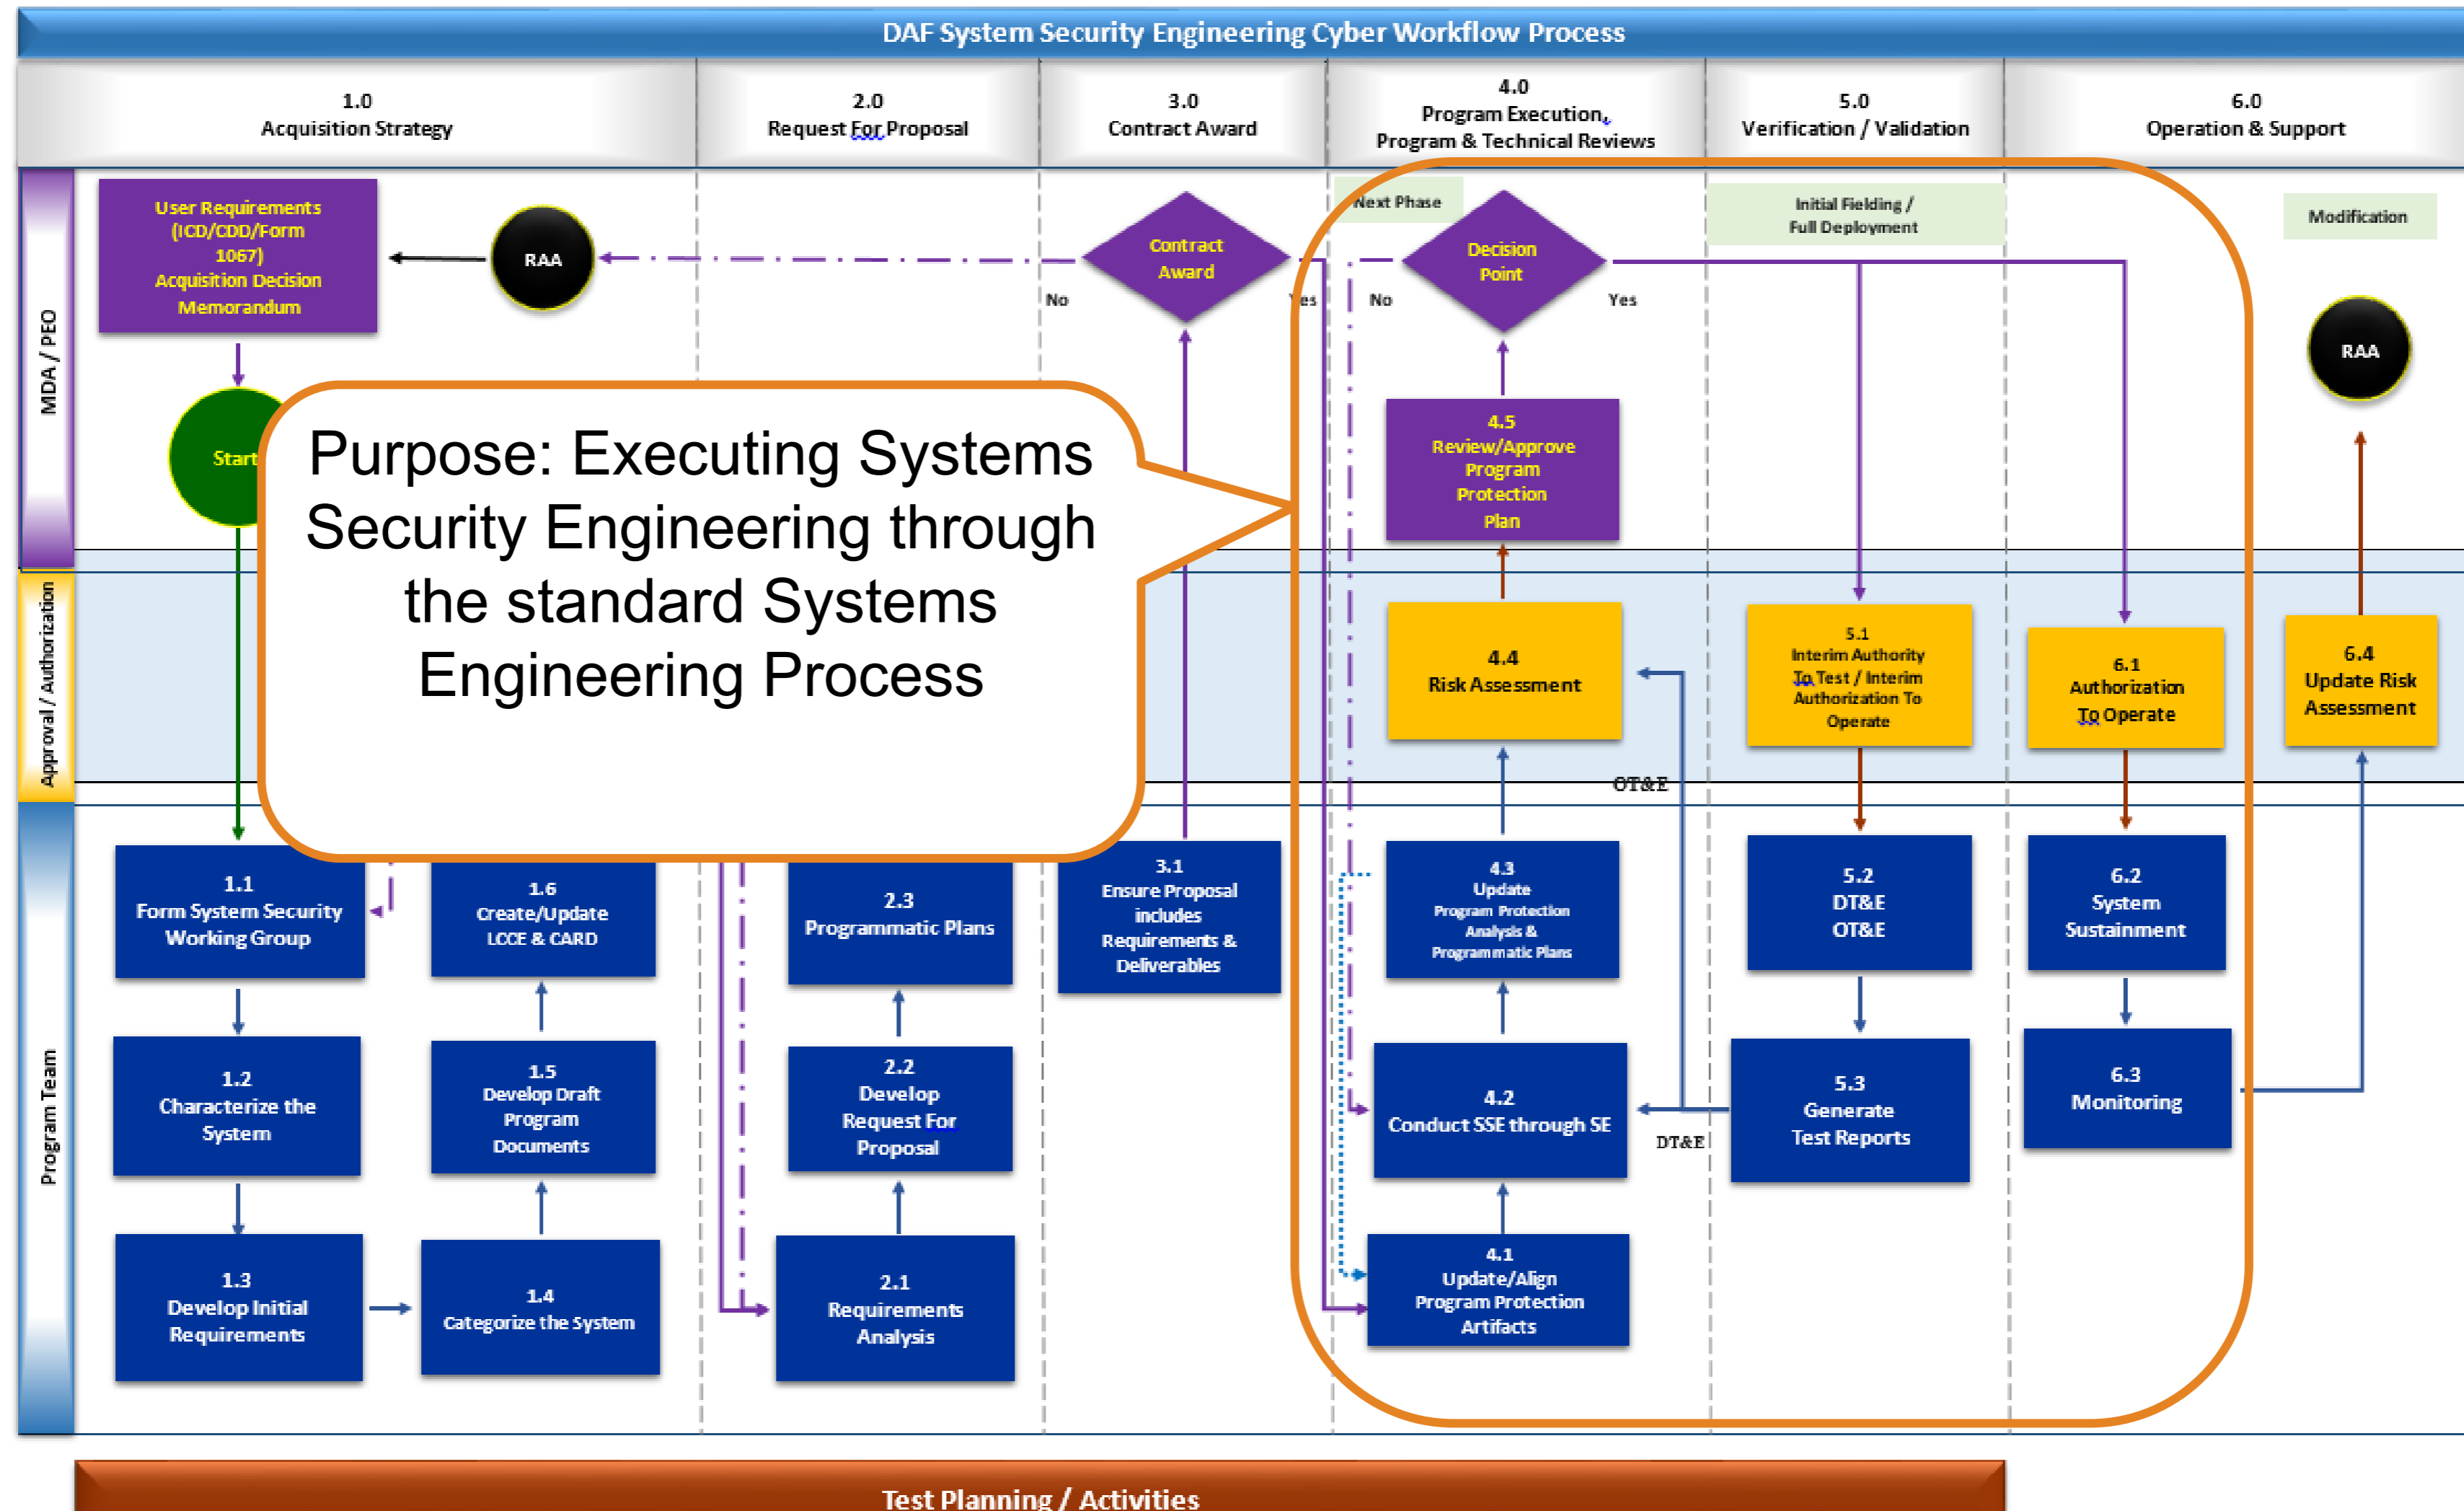 DAF System Security Engineering Cyber Workflow Process
1.0
Acquisition Strategy
2.0
Request For Proposal
3.0
Contract Award
4.0
Program Execution,
Program & Technical Reviews
5.0
Verification / Validation
6.0
Operation & Support
MDA / PEO
User Requirements
(ICD/CDD/Form
1067)
Acquisition Decision
Memorandum
RAA
Contract
Award
No
Yes
Next Phase
Decision
Point
No
Yes
Initial Fielding /
Full Deployment
Modification
RAA
Start
Purpose: Executing Systems
Security Engineering through
the standard Systems
Engineering Process
4.5
Review/Approve
Program
Protection
Plan
Approval / Authorization
4.4
Risk Assessment
5.1
Interim Authority
To Test / Interim
Authorization To
Operate
6.1
Authorization
To Operate
6.4
Update Risk
Assessment
OT&E
Program Team
1.1
Form System Security
Working Group
1.6
Create/Update
LCCE & CARD
2.3
Programmatic Plans
3.1
Ensure Proposal
includes
Requirements &
Deliverables
4.3
Update
Program Protection
Analysis &
Programmatic Plans
5.2
DT&E
OT&E
6.2
System
Sustainment
1.2
Characterize the
System
1.5
Develop Draft
Program
Documents
2.2
Develop
Request For
Proposal
4.2
Conduct SSE through SE
DT&E
5.3
Generate
Test Reports
6.3
Monitoring
1.3
Develop Initial
Requirements
1.4
Categorize the System
2.1
Requirements
Analysis
4.1
Update/Align
Program Protection
Artifacts
Test Planning / Activities